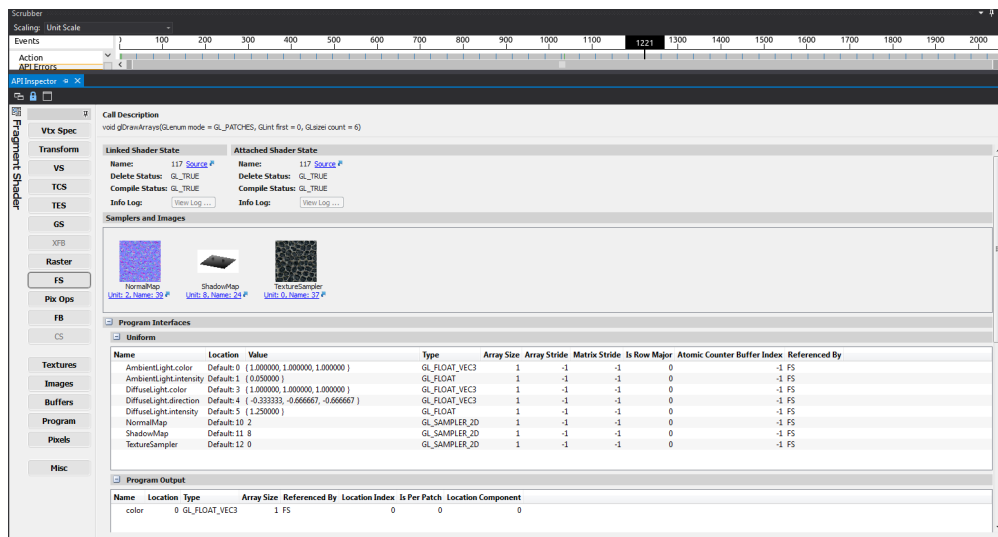 Scrubber
Scaling: Unit Scale
Events 0 100 200 300 400 500 600 700 800 900 1000 1100 1221 1300 1400 1500 1600 1700 1800 1900 2000
Action
API Errors
API Inspector
Fragment Shader
Vtx Spec
Transform
VS
TCS
TES
GS
XFB
Raster
FS
Pix Ops
FB
CS
Textures
Images
Buffers
Program
Pixels
Misc
Call Description
void glDrawArrays(GLenum mode = GL_PATCHES, GLint first = 0, GLsizei count = 6)
Linked Shader State Attached Shader State
Name: 117 Source Name: 117 Source
Delete Status: GL_TRUE Delete Status: GL_TRUE
Compile Status: GL_TRUE Compile Status: GL_TRUE
Info Log: View Log ... Info Log: View Log ...
Samplers and Images
NormalMap ShadowMap TextureSampler
Unit: 2, Name: 39 Unit: 8, Name: 24 Unit: 0, Name: 37
Program Interfaces
Uniform
Name Location Value Type Array Size Array Stride Matrix Stride Is Row Major Atomic Counter Buffer Index Referenced By
AmbientLight.color Default: 0 { 1.000000, 1.000000, 1.000000 } GL_FLOAT_VEC3 1 -1 -1 0 -1 FS
AmbientLight.intensity Default: 1 { 0.050000 } GL_FLOAT 1 -1 -1 0 -1 FS
DiffuseLight.color Default: 3 { 1.000000, 1.000000, 1.000000 } GL_FLOAT_VEC3 1 -1 -1 0 -1 FS
DiffuseLight.direction Default: 4 { -0.333333, -0.666667, -0.666667 } GL_FLOAT_VEC3 1 -1 -1 0 -1 FS
DiffuseLight.intensity Default: 5 { 1.250000 } GL_FLOAT 1 -1 -1 0 -1 FS
NormalMap Default: 10 2 GL_SAMPLER_2D 1 -1 -1 0 -1 FS
ShadowMap Default: 11 8 GL_SAMPLER_2D 1 -1 -1 0 -1 FS
TextureSampler Default: 12 0 GL_SAMPLER_2D 1 -1 -1 0 -1 FS
Program Output
Name Location Type Array Size Referenced By Location Index Is Per Patch Location Component
color 0 GL_FLOAT_VEC3 1 FS 0 0 0